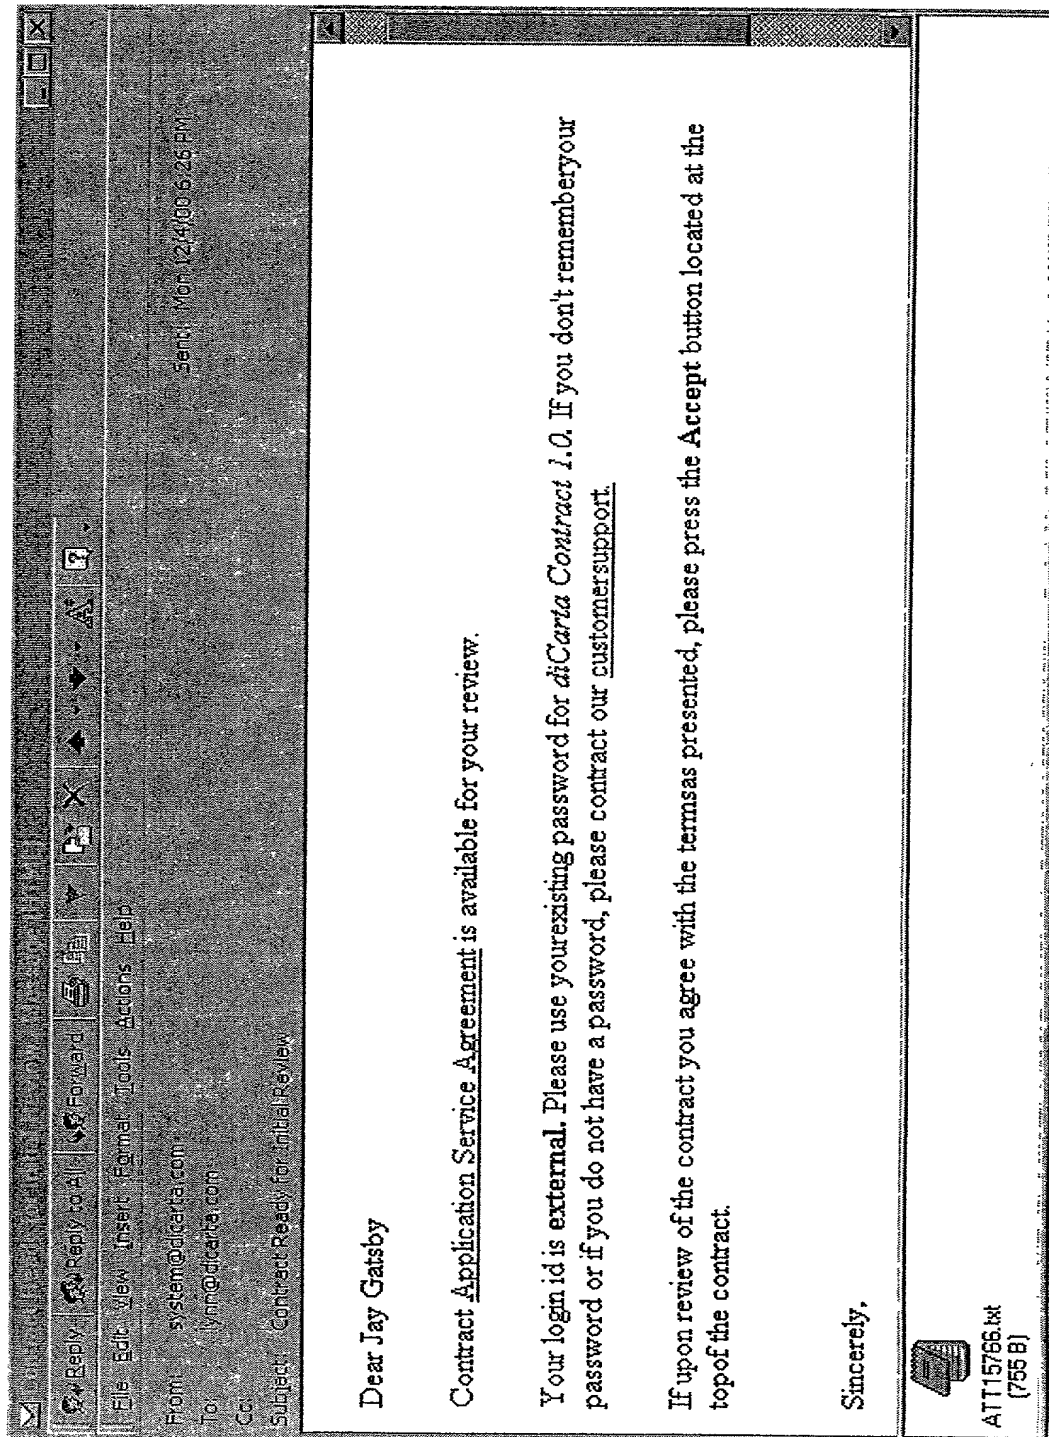 Reply Reply to All Forward
File Edit View Insert Format Tools Actions Help
From: system@dicarta.com
Sent: Mon 12/4/00 6:26 PM
To: lynn@dicarta.com
Cc:
Subject: Contract Ready for Initial Review
Dear Jay Gatsby
Contract Application Service Agreement is available for your review.
Your login id is external. Please use yourexisting password for diCarta Contract 1.0. If you don't rememberyour
password or if you do not have a password, please contract our customersupport.
If upon review of the contract you agree with the termsas presented, please press the Accept button located at the
topof the contract.
Sincerely,
ATT15766.txt
(755 B)